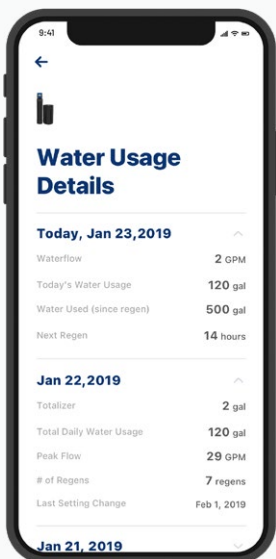 9:41
Water Usage
Details
Today, Jan 23,2019
Waterflow 2 GPM
Today's Water Usage 120 gal
Water Used (since regen) 500 gal
Next Regen 14 hours
Jan 22,2019
Totalizer 2 gal
Total Daily Water Usage 120 gal
Peak Flow 29 GPM
# of Regens 7 regens
Last Setting Change Feb 1, 2019
Jan 21, 2019